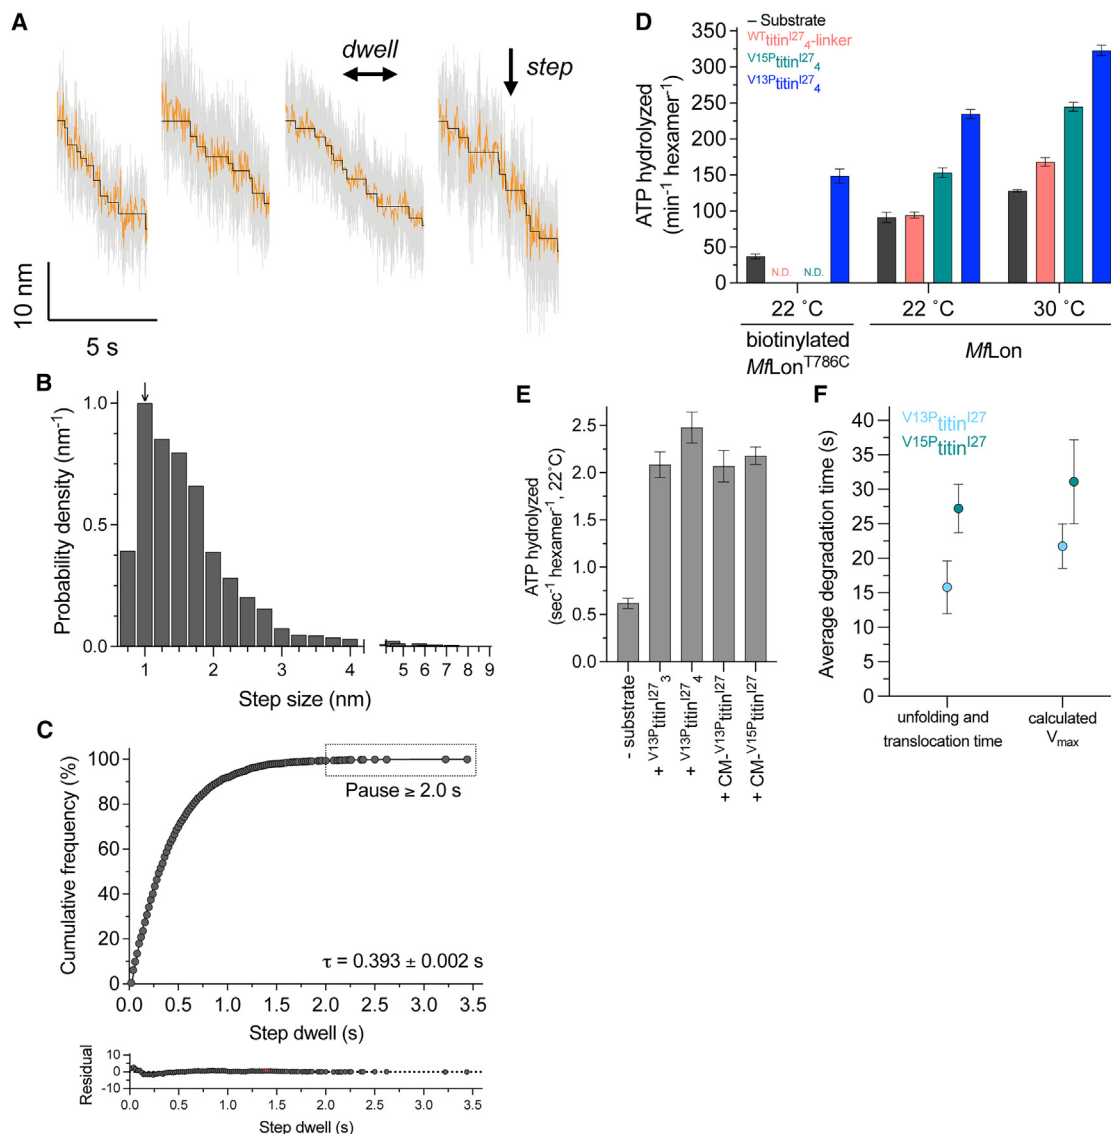 A
dwell
step
10 nm
5 s
B
Probability density (nm-1)
1.0
0.5
0.0
1 2 3 4 5 6 7 8 9
Step size (nm)
C
Cumulative frequency (%)
100
80
60
40
20
0
Pause ≥ 2.0 s
τ = 0.393 ± 0.002 s
0.0 0.5 1.0 1.5 2.0 2.5 3.0 3.5
Step dwell (s)
Residual
10
0
-10
0.0 0.5 1.0 1.5 2.0 2.5 3.0 3.5
Step dwell (s)
D
– Substrate
WTtitinI274-linker
V15PtitinI274
V13PtitinI274
ATP hydrolyzed
(min-1 hexamer-1)
350
300
250
200
150
100
50
0
N.D. N.D.
22 ˚C 22 ˚C 30 ˚C
biotinylated
MfLonT786C
MfLon
E
ATP hydrolyzed
(sec-1 hexamer-1, 22˚C)
2.5
2.0
1.5
1.0
0.5
0.0
- substrate
+ V13PtitinI273
+ V13PtitinI274
+ CM-V13PtitinI27
+ CM-V15PtitinI27
F
V13PtitinI27
V15PtitinI27
Average degradation time (s)
40
35
30
25
20
15
10
5
0
unfolding and
translocation time
calculated
Vmax